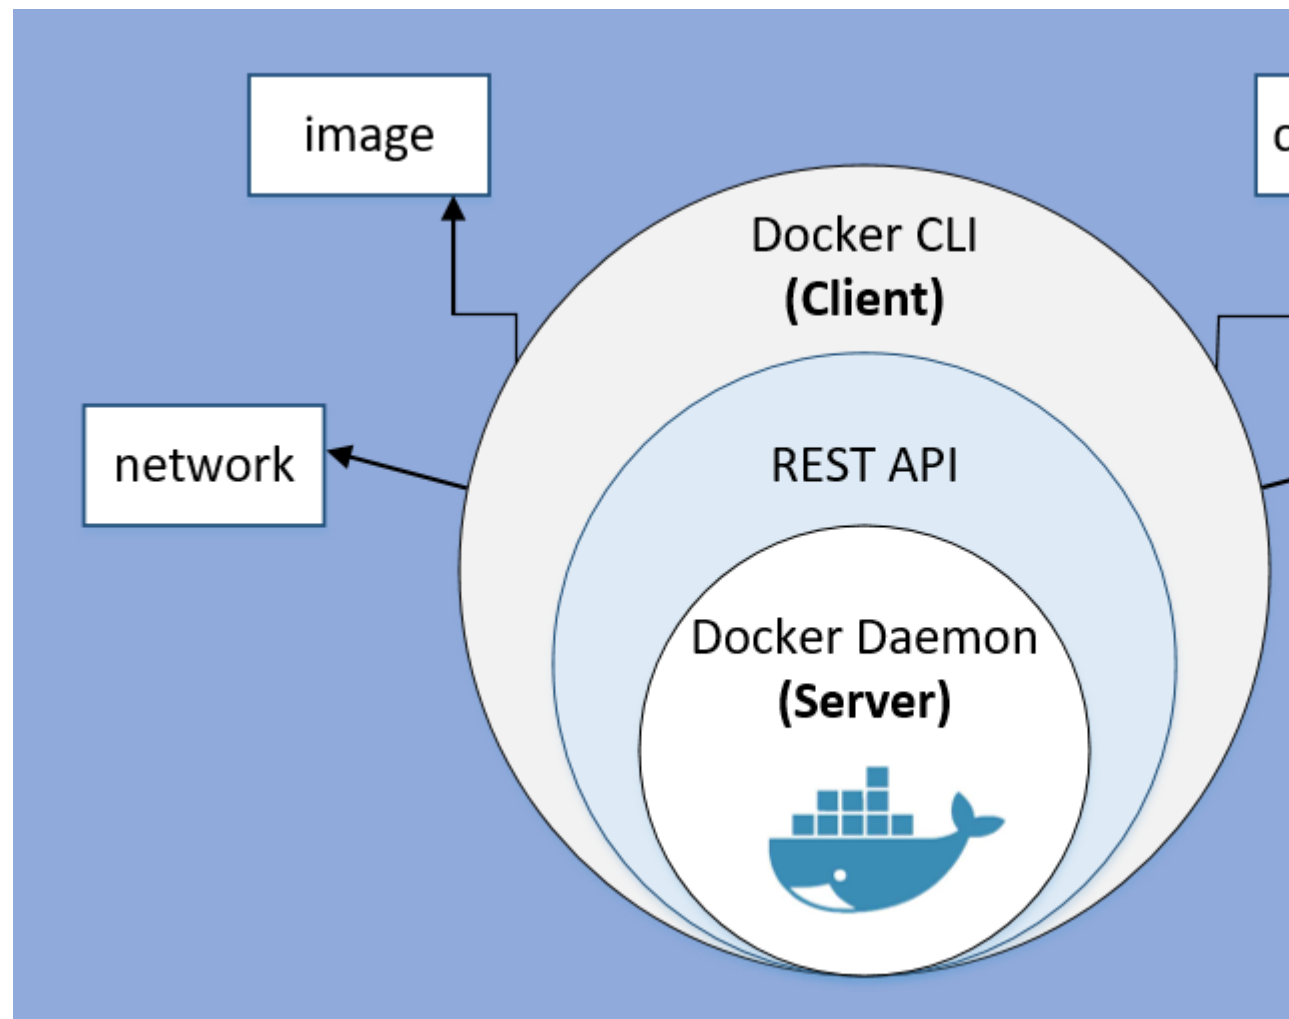 image
Docker CLI
(Client)
REST API
network
Docker Daemon
(Server)